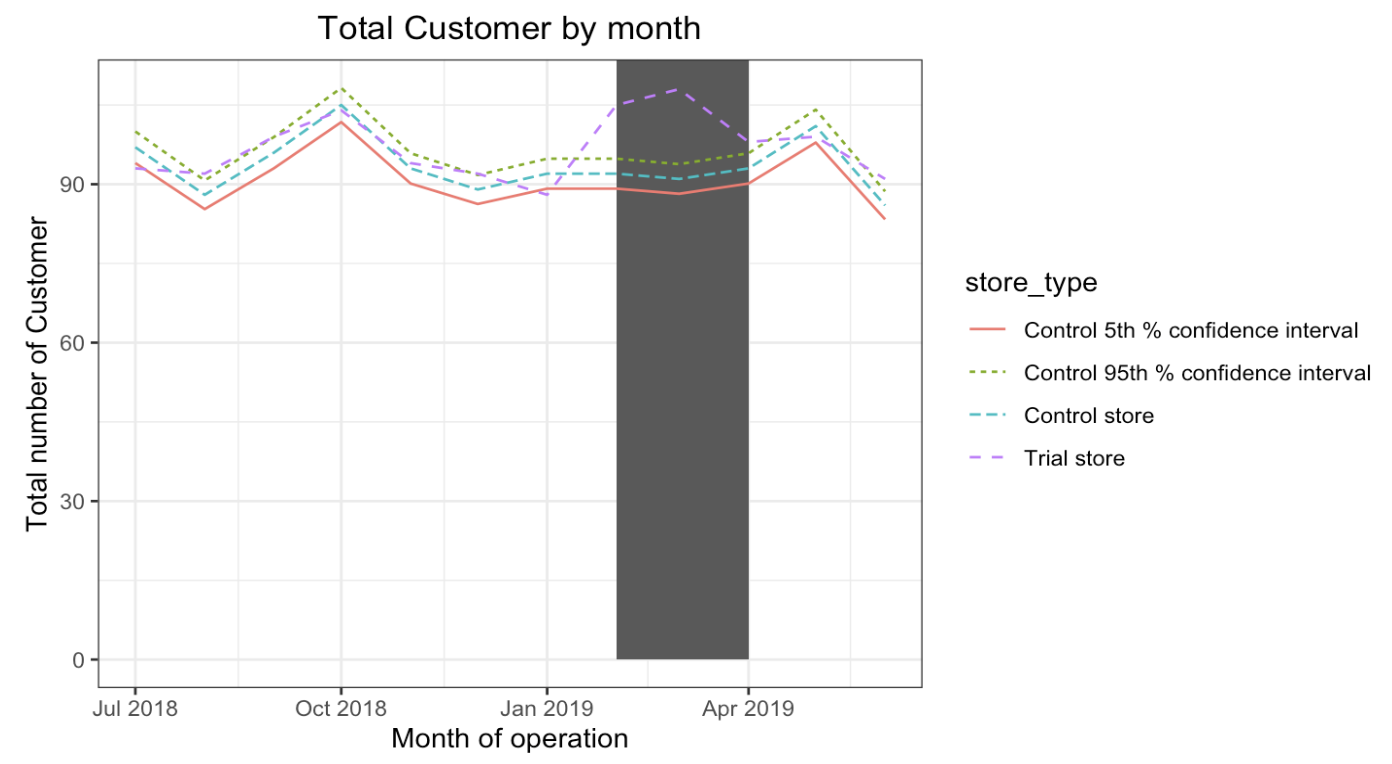 Total Customer by month
Total number of Customer
90
60
30
0
Jul 2018
Oct 2018
Jan 2019
Apr 2019
Month of operation
store_type
Control 5th % confidence interval
Control 95th % confidence interval
Control store
Trial store